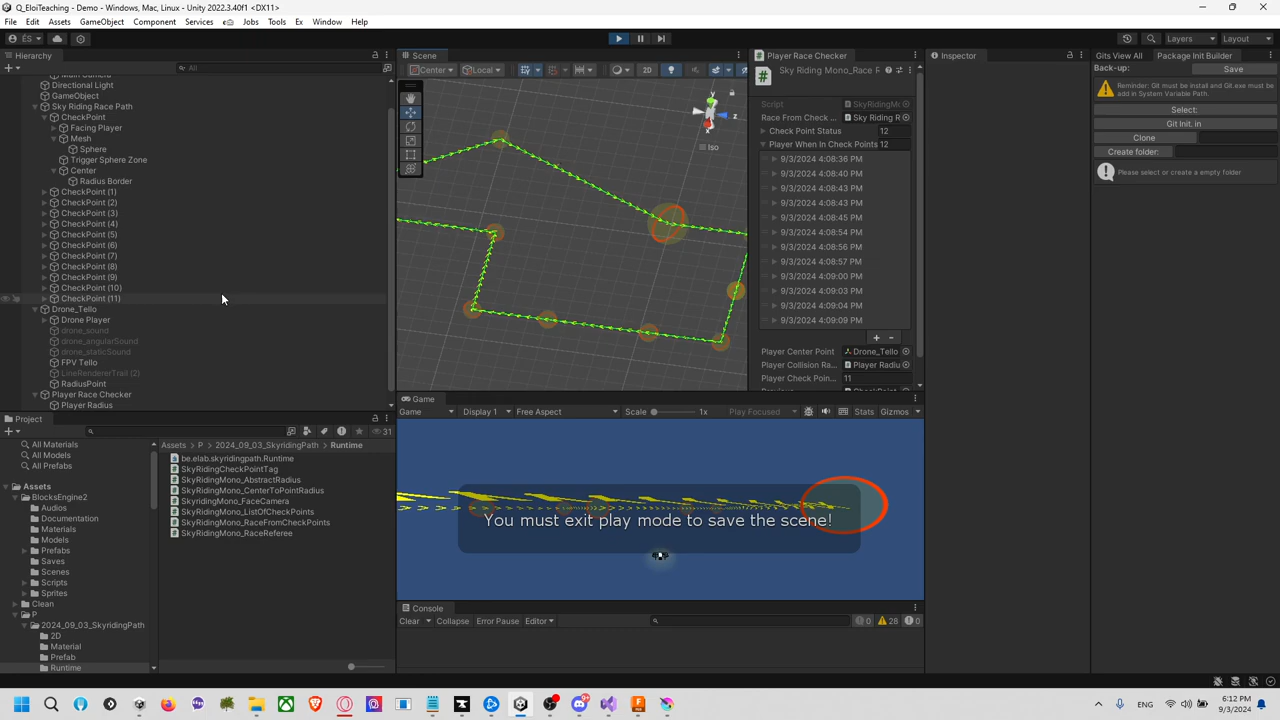 Q_EloiTeaching - Demo - Windows, Mac, Linux - Unity 2022.3.40f1 <DX11>
File Edit Assets GameObject Component Services Jobs Tools Ex Window Help
ÉS Layers Layout
Hierarchy
All
Main Camera
Directional Light
GameObject
Sky Riding Race Path
CheckPoint
Facing Player
Mesh
Sphere
Trigger Sphere Zone
Center
Radius Border
CheckPoint (1)
CheckPoint (2)
CheckPoint (3)
CheckPoint (4)
CheckPoint (5)
CheckPoint (6)
CheckPoint (7)
CheckPoint (8)
CheckPoint (9)
CheckPoint (10)
CheckPoint (11)
Drone_Tello
Drone Player
drone_sound
drone_angularSound
drone_staticSound
FPV Tello
LineRendererTrail (2)
RadiusPoint
Player Race Checker
Player Radius
Scene
Center Local 2D
y
z
x
Iso
Player Race Checker
Sky Riding Mono_Race R
Script SkyRidingM
Race From Check ... Sky Riding R
Check Point Status 12
Player When In Check Points 12
9/3/2024 4:08:36 PM
9/3/2024 4:08:40 PM
9/3/2024 4:08:43 PM
9/3/2024 4:08:43 PM
9/3/2024 4:08:45 PM
9/3/2024 4:08:54 PM
9/3/2024 4:08:56 PM
9/3/2024 4:08:57 PM
9/3/2024 4:09:00 PM
9/3/2024 4:09:03 PM
9/3/2024 4:09:04 PM
9/3/2024 4:09:09 PM
+ -
Player Center Point Drone_Tello
Player Collision Ra Player Radiu
Player Check Poin... 11
Inspector
Gits View All Package Init Builder
Back-up: Save
Reminder: Git must be install and Git.exe must be
add in System Variable Path.
Select:
Git Init. in
Clone
Create folder:
Please select or create a empty folder
Game
Game Display 1 Free Aspect Scale 1x Play Focused Stats Gizmos
You must exit play mode to save the scene!
Console
Clear Collapse Error Pause Editor 0 28 0
Project
31
All Materials
All Models
All Prefabs
Assets
BlocksEngine2
Audios
Documentation
Materials
Models
Prefabs
Saves
Scenes
Scripts
Sprites
Clean
P
2024_09_03_SkyridingPath
2D
Material
Prefab
Runtime
Assets P 2024_09_03_SkyridingPath Runtime
be.elab.skyridingpath.Runtime
SkyRidingCheckPointTag
SkyRidingMono_AbstractRadius
SkyRidingMono_CenterToPointRadius
SkyridingMono_FaceCamera
SkyRidingMono_ListOfCheckPoints
SkyRidingMono_RaceFromCheckPoints
SkyRidingMono_RaceReferee
ENG
6:12 PM
9/3/2024